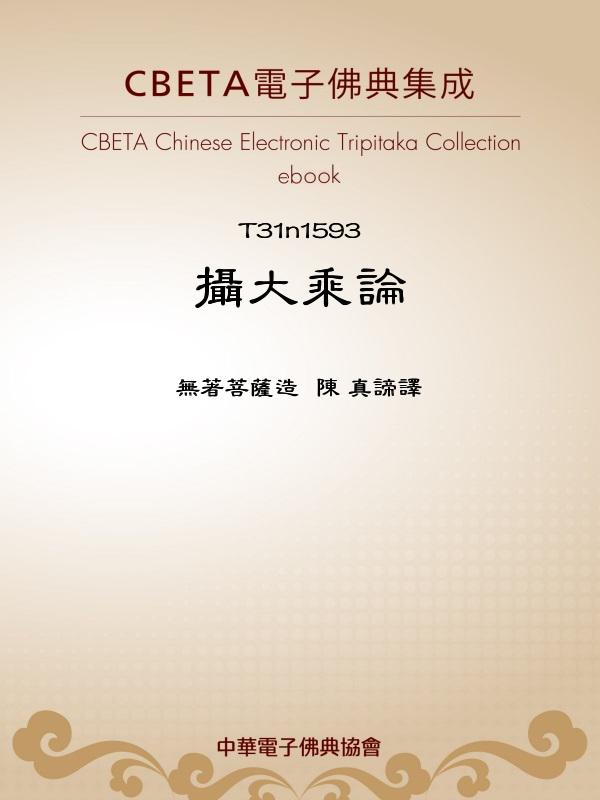 CBETA電子佛典集成
CBETA Chinese Electronic Tripitaka Collection
ebook
T31n1593
攝大乘論
無著菩薩造 陳 真諦譯
中華電子佛典協會